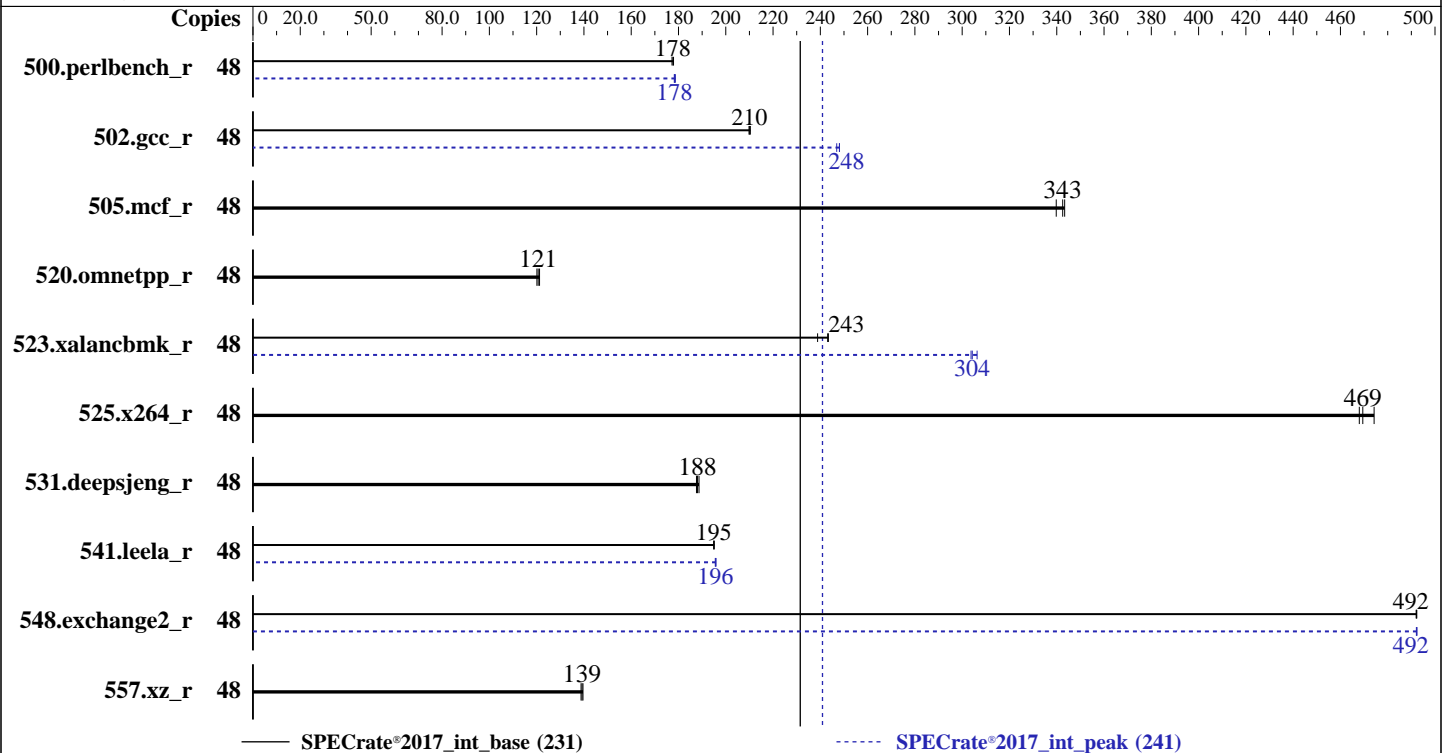 Copies 0 20.0 50.0 80.0 100 120 140 160 180 200 220 240 260 280 300 320 340 360 380 400 420 440 460 500
178
500.perlbench_r 48
178
210
502.gcc_r 48
248
343
505.mcf_r 48
121
520.omnetpp_r 48
243
523.xalancbmk_r 48
304
469
525.x264_r 48
188
531.deepsjeng_r 48
195
541.leela_r 48
196
492
548.exchange2_r 48
492
139
557.xz_r 48
SPECrate®2017_int_base (231) SPECrate®2017_int_peak (241)